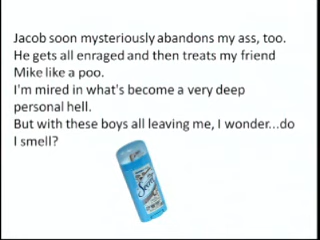 Jacob soon mysteriously abandons my ass, too.
He gets all enraged and then treats my friend
Mike like a poo.
I'm mired in what's become a very deep
personal hell.
But with these boys all leaving me, I wonder...do
I smell?
Secret